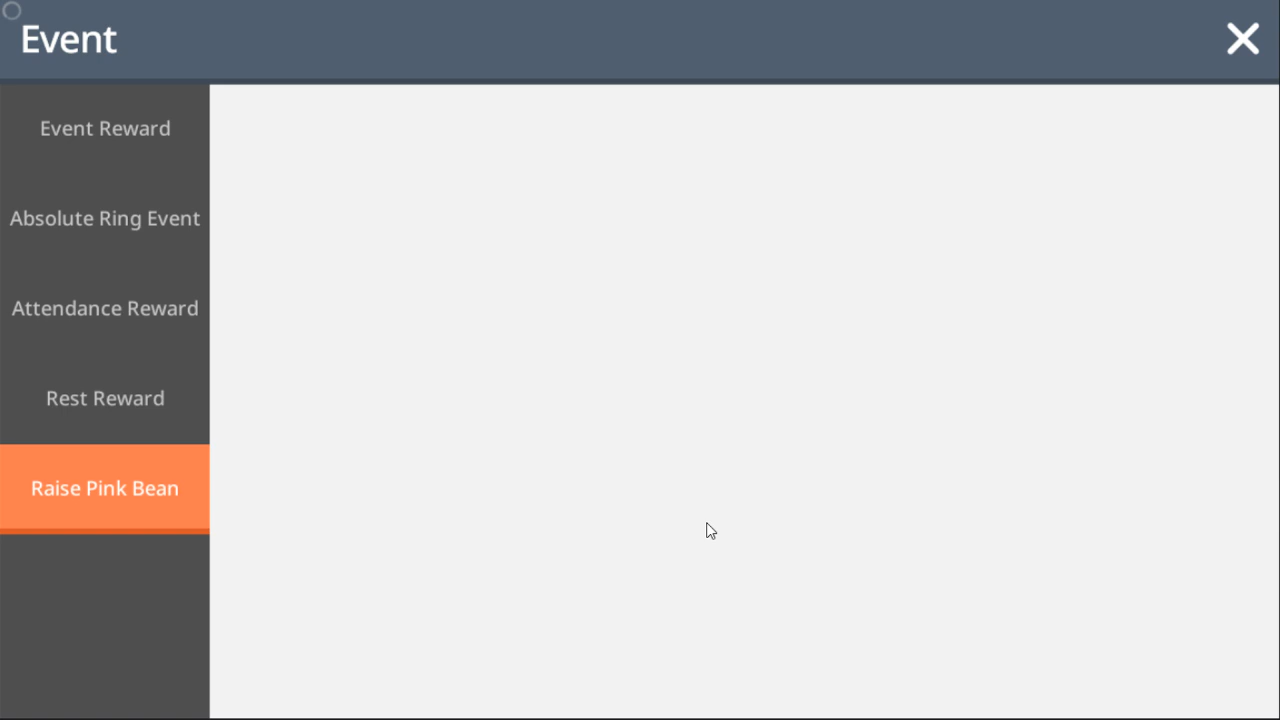 Event
Event Reward
Absolute Ring Event
Attendance Reward
Rest Reward
Raise Pink Bean